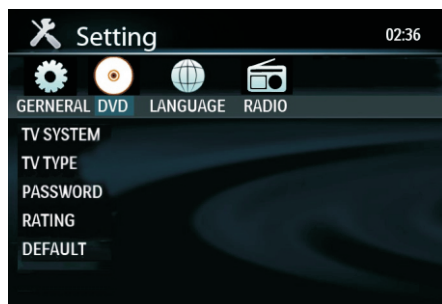 Setting 02:36
GERNERAL DVD LANGUAGE RADIO
TV SYSTEM
TV TYPE
PASSWORD
RATING
DEFAULT